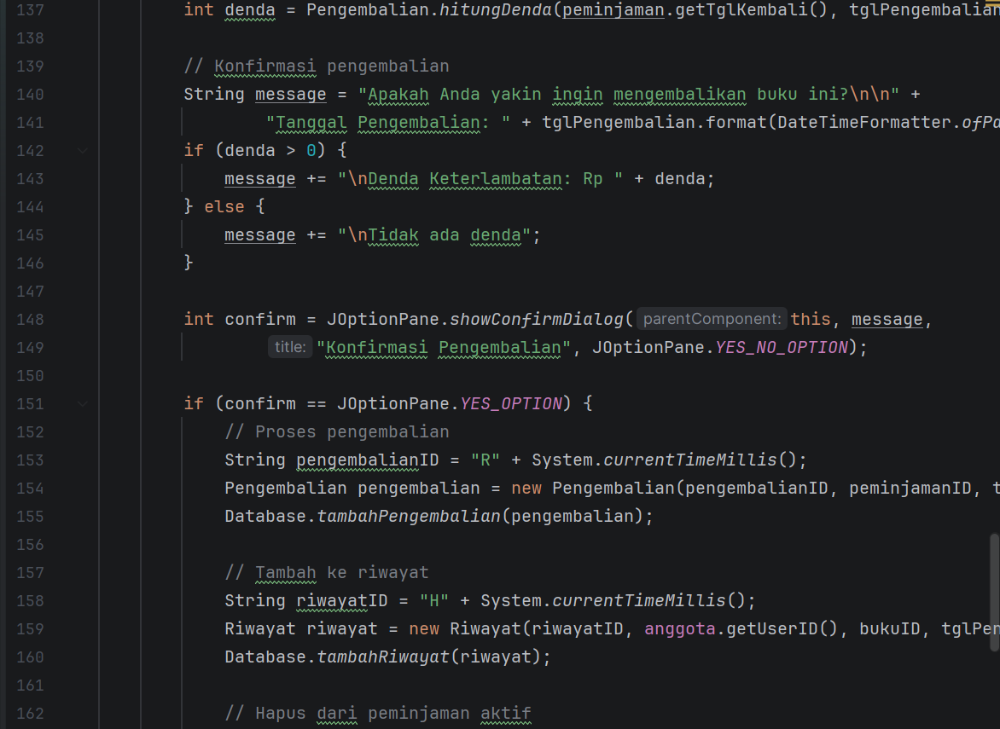 137 int denda = Pengembalian.hitungDenda(peminjaman.getTglKembali(), tglPengembalian
138
139 // Konfirmasi pengembalian
140 String message = "Apakah Anda yakin ingin mengembalikan buku ini?\n\n" +
141 "Tanggal Pengembalian: " + tglPengembalian.format(DateTimeFormatter.ofPa
142 if (denda > 0) {
143 message += "\nDenda Keterlambatan: Rp " + denda;
144 } else {
145 message += "\nTidak ada denda";
146 }
147
148 int confirm = JOptionPane.showConfirmDialog( parentComponent: this, message,
149 title: "Konfirmasi Pengembalian", JOptionPane.YES_NO_OPTION);
150
151 if (confirm == JOptionPane.YES_OPTION) {
152 // Proses pengembalian
153 String pengembalianID = "R" + System.currentTimeMillis();
154 Pengembalian pengembalian = new Pengembalian(pengembalianID, peminjamanID, t
155 Database.tambahPengembalian(pengembalian);
156
157 // Tambah ke riwayat
158 String riwayatID = "H" + System.currentTimeMillis();
159 Riwayat riwayat = new Riwayat(riwayatID, anggota.getUserID(), bukuID, tglPen
160 Database.tambahRiwayat(riwayat);
161
162 // Hapus dari peminjaman aktif